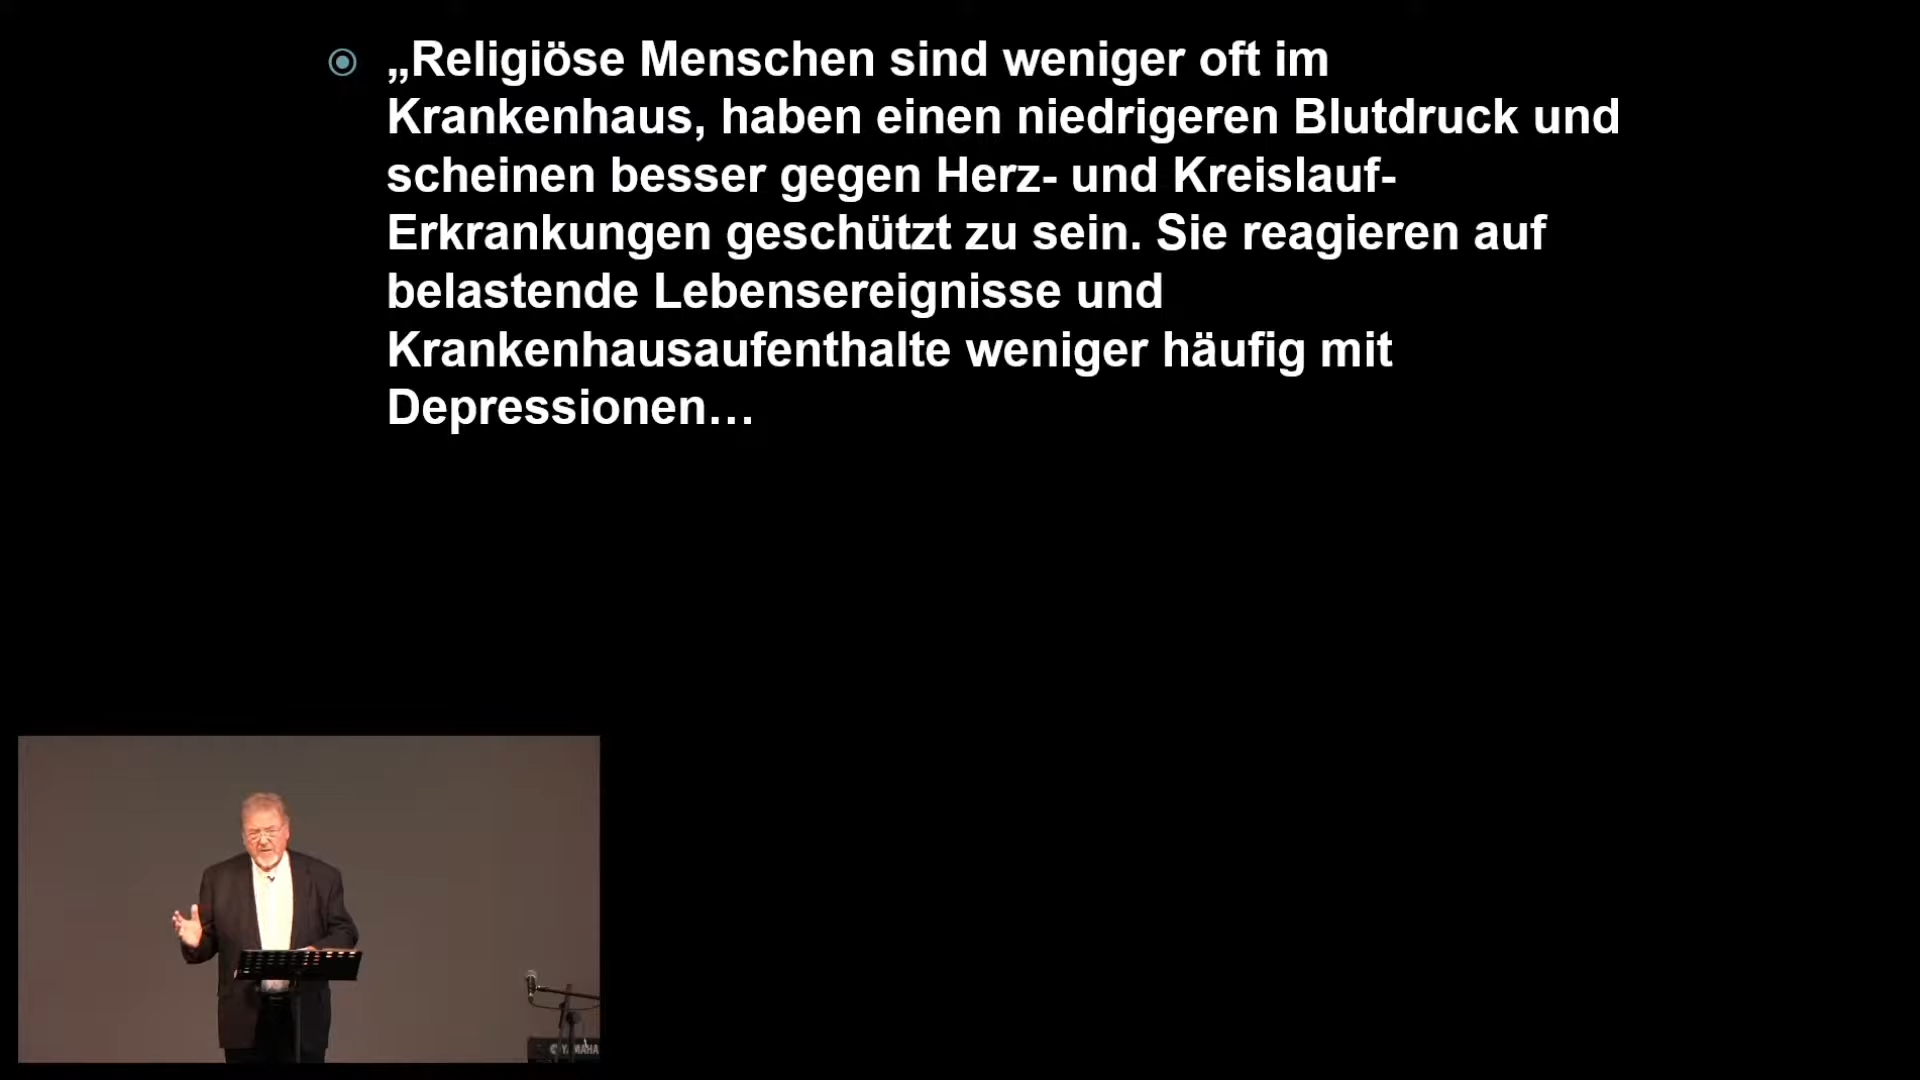 „Religiöse Menschen sind weniger oft im
Krankenhaus, haben einen niedrigeren Blutdruck und
scheinen besser gegen Herz- und Kreislauf-
Erkrankungen geschützt zu sein. Sie reagieren auf
belastende Lebensereignisse und
Krankenhausaufenthalte weniger häufig mit
Depressionen…
YAMAHA